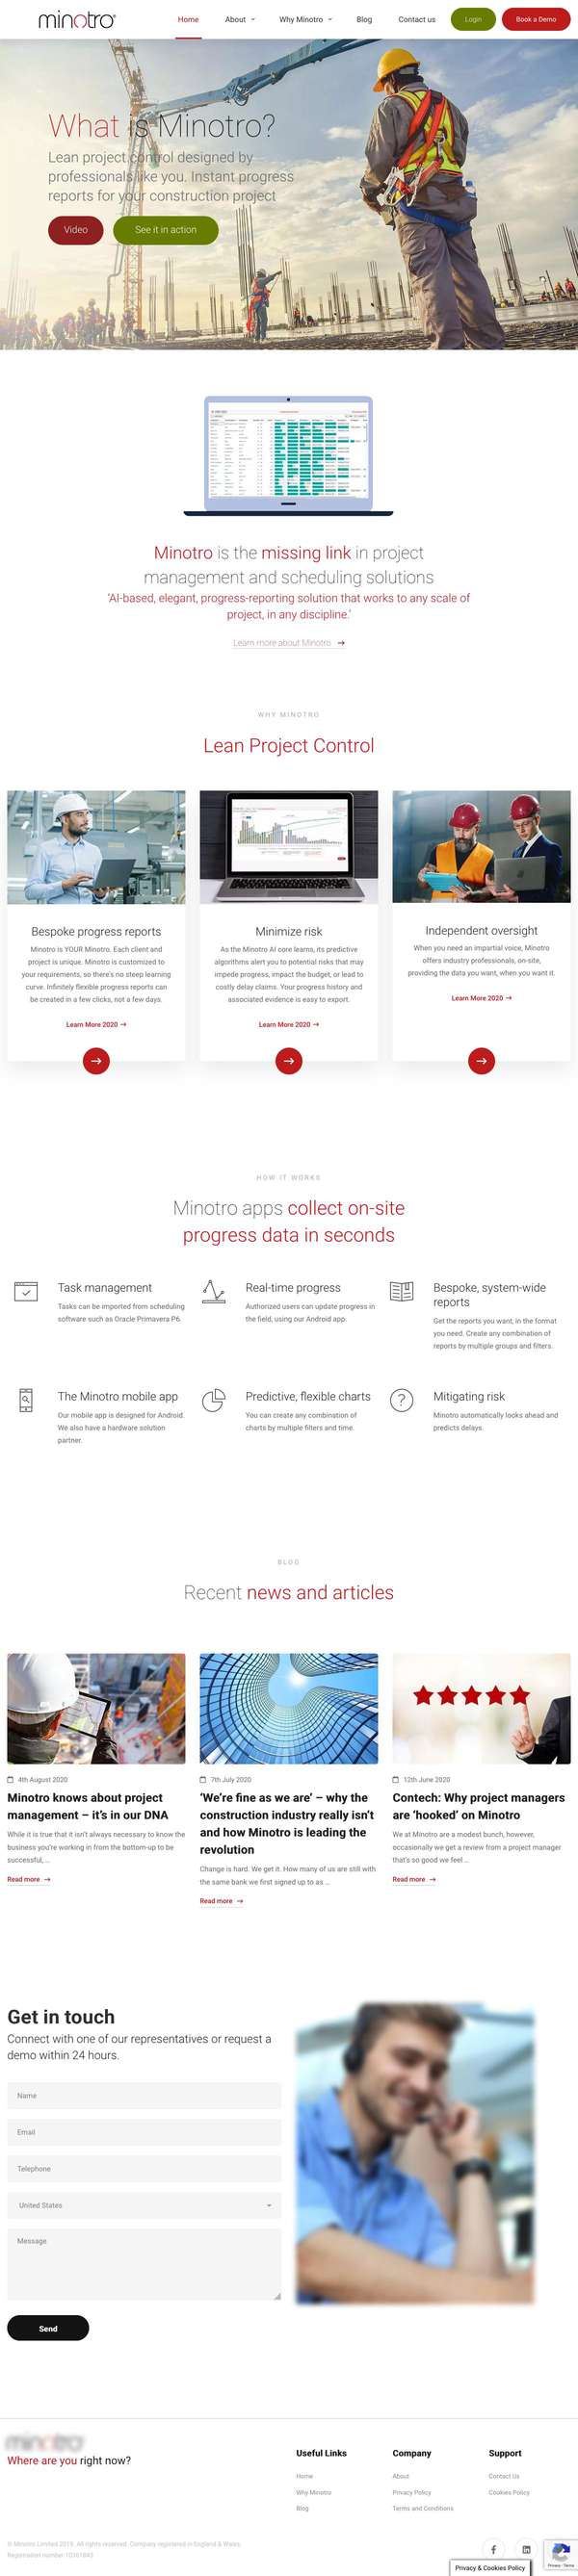 minotro
Home
About
Why Minotro
Blog
Contact us
Login
Book a Demo
What is Minotro?
Lean project control designed by
professionals like you. Instant progress
reports for your construction project
Video
See it in action
Minotro is the missing link in project
management and scheduling solutions
'AI-based, elegant, progress-reporting solution that works to any scale of
project, in any discipline.'
Learn more about Minotro →
WHY MINOTRO
Lean Project Control
Bespoke progress reports
Minotro is YOUR Minotro. Each client and
project is unique. Minotro is customized to
your requirements, so there's no steep learning
curve. Infinitely flexible progress reports can
be created in a few clicks, not a few days.
Learn More 2020 →
Minimize risk
As the Minotro AI core learns, its predictive
algorithms alert you to potential risks that may
impede progress, impact the budget, or lead to
costly delay claims. Your progress history and
associated evidence is easy to export.
Learn More 2020 →
Independent oversight
When you need an impartial voice, Minotro
offers industry professionals, on-site,
providing the data you want, when you want it.
Learn More 2020 →
HOW IT WORKS
Minotro apps collect on-site
progress data in seconds
Task management
Tasks can be imported from scheduling
software such as Oracle Primavera P6.
Real-time progress
Authorized users can update progress in
the field, using our Android app.
Bespoke, system-wide
reports
Get the reports you want, in the format
you need. Create any combination of
reports by multiple groups and filters.
The Minotro mobile app
Our mobile app is designed for Android.
We also have a hardware solution
partner.
Predictive, flexible charts
You can create any combination of
charts by multiple filters and time.
Mitigating risk
Minotro automatically looks ahead and
predicts delays.
BLOG
Recent news and articles
4th August 2020
Minotro knows about project
management – it's in our DNA
While it is true that it isn't always necessary to know the
business you're working in from the bottom-up to be
successful, ...
Read more →
7th July 2020
'We're fine as we are' – why the
construction industry really isn't
and how Minotro is leading the
revolution
Change is hard. We get it. How many of us are still with
the same bank we first signed up to as ...
Read more →
12th June 2020
Contech: Why project managers
are 'hooked' on Minotro
We at Minotro are a modest bunch, however,
occasionally we get a review from a project manager
that's so good we feel ...
Read more →
Get in touch
Connect with one of our representatives or request a
demo within 24 hours.
Name
Email
Telephone
United States
Message
Send
minotro
Where are you right now?
Useful Links
Home
Why Minotro
Blog
Company
About
Privacy Policy
Terms and Conditions
Support
Contact Us
Cookies Policy
© Minotro Limited 2019. All rights reserved. Company registered in England & Wales.
Registration number 10361843
Privacy - Terms
Privacy & Cookies Policy